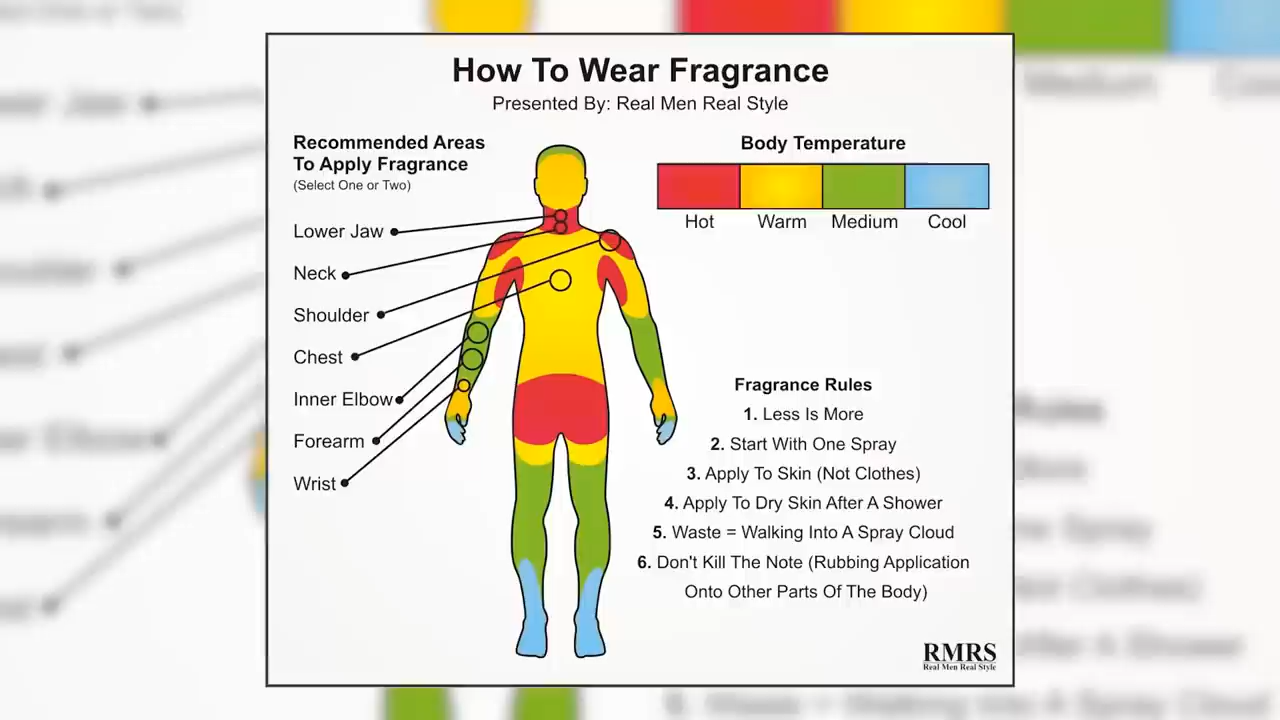 How To Wear Fragrance
Presented By: Real Men Real Style
Recommended Areas
To Apply Fragrance
(Select One or Two)
Lower Jaw
Neck
Shoulder
Chest
Inner Elbow
Forearm
Wrist
Body Temperature
Hot
Warm
Medium
Cool
Fragrance Rules
1. Less Is More
2. Start With One Spray
3. Apply To Skin (Not Clothes)
4. Apply To Dry Skin After A Shower
5. Waste = Walking Into A Spray Cloud
6. Don't Kill The Note (Rubbing Application
Onto Other Parts Of The Body)
RMRS
Real Men Real Style